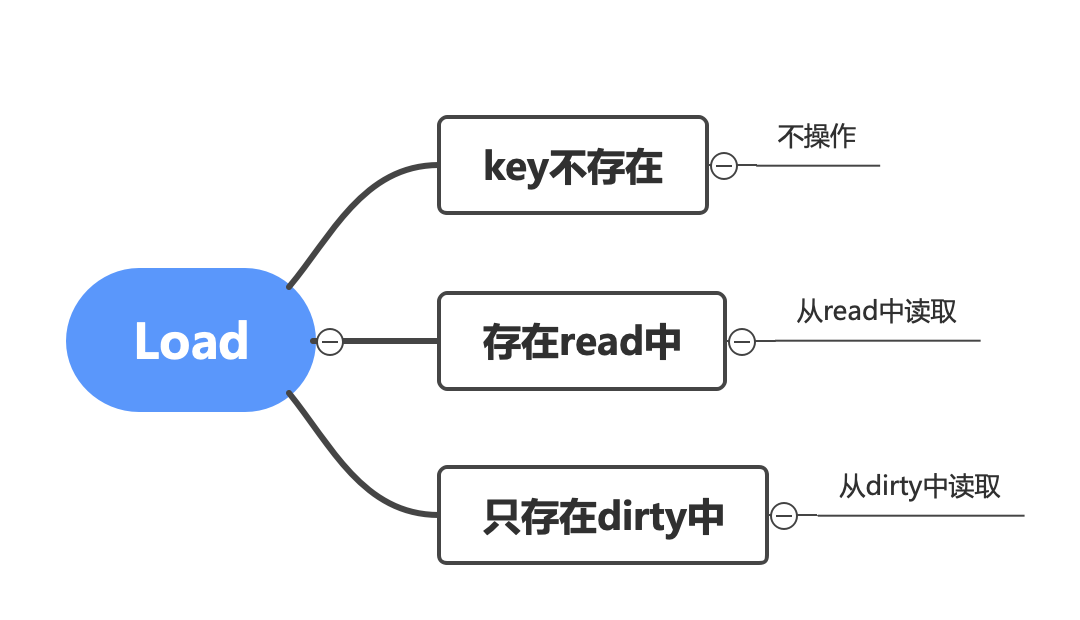 Load
key不存在
不操作
存在read中
从read中读取
只存在dirty中
从dirty中读取